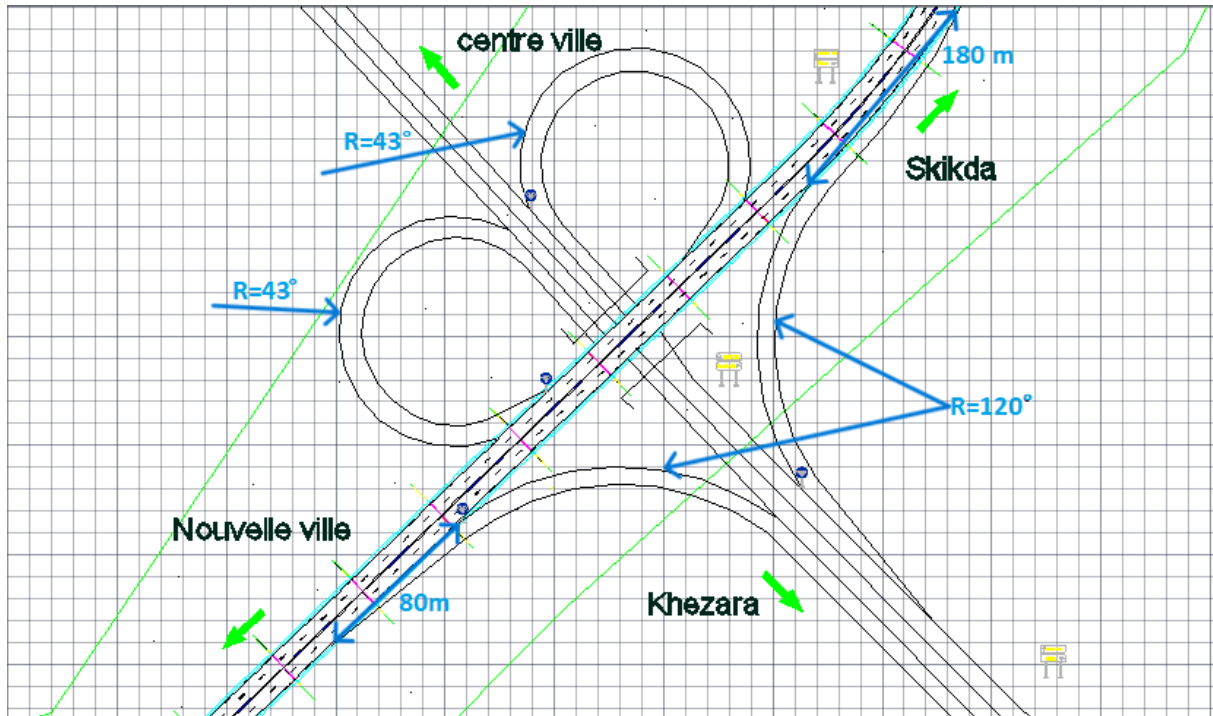 centre ville
180 m
R=43°
Skikda
R=43°
R=120°
Nouvelle ville
80m
Khezara